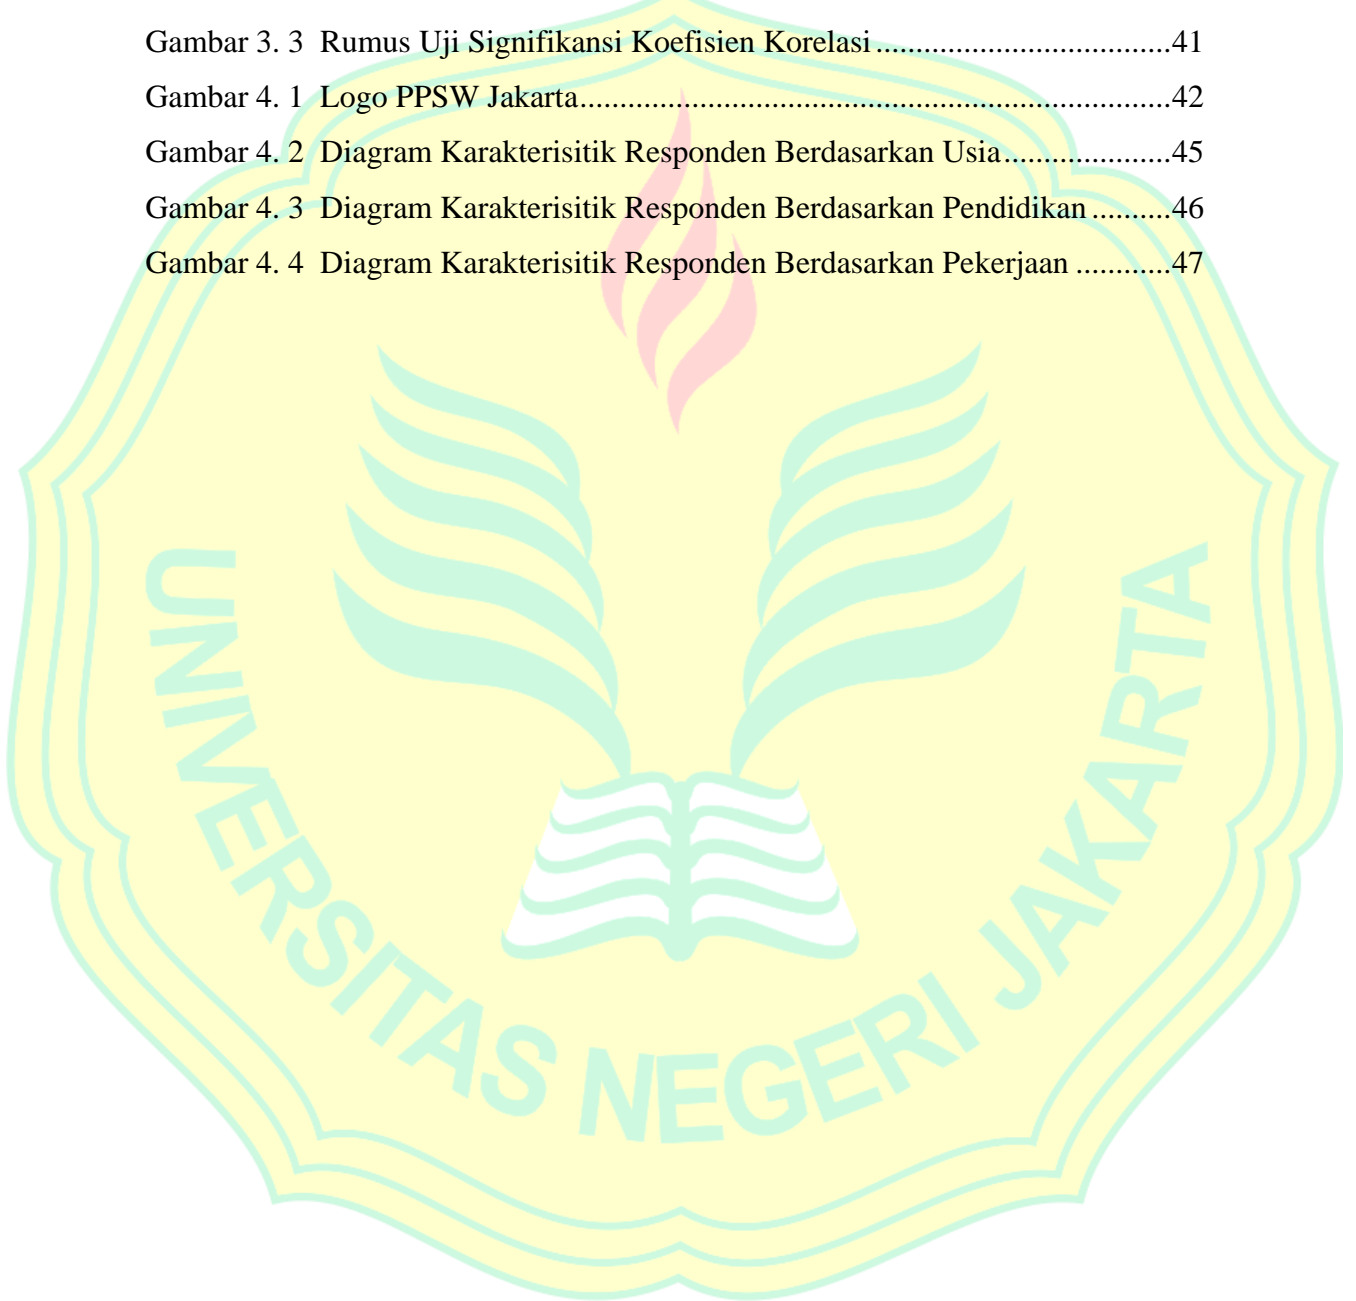 Gambar 3. 3 Rumus Uji Signifikansi Koefisien Korelasi.....................................41
Gambar 4. 1 Logo PPSW Jakarta..........................................................................42
Gambar 4. 2 Diagram Karakterisitik Responden Berdasarkan Usia.....................45
Gambar 4. 3 Diagram Karakterisitik Responden Berdasarkan Pendidikan..........46
Gambar 4. 4 Diagram Karakterisitik Responden Berdasarkan Pekerjaan............47
UNIVERSITAS NEGERI JAKARTA